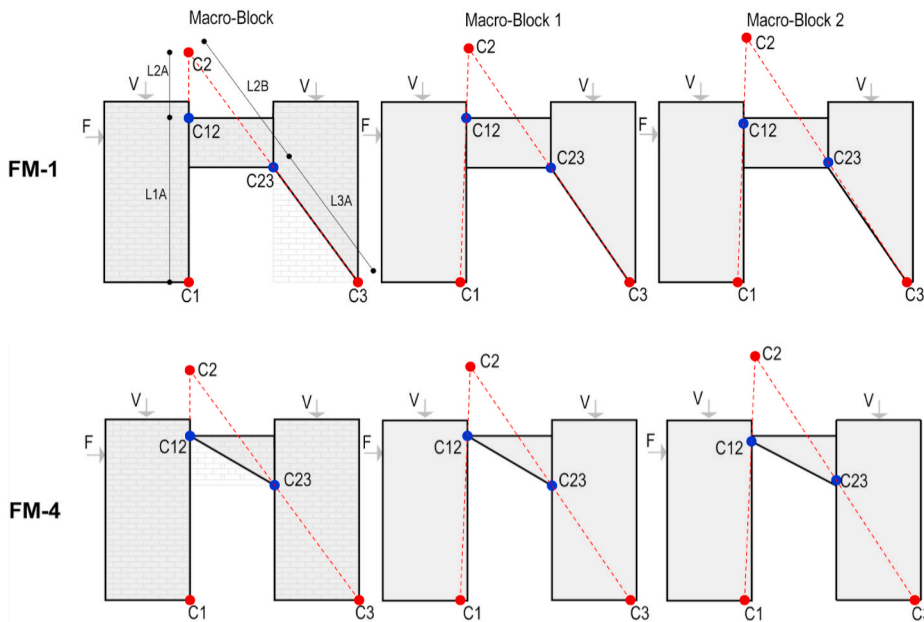 Macro-Block
Macro-Block 1
Macro-Block 2
C2
C2
C2
L2A
L2B
V
V
V
V
V
V
F
F
F
C12
C12
C12
FM-1
C23
C23
C23
L1A
L3A
C1
C3
C1
C3
C1
C3
C2
C2
C2
V
V
V
V
V
V
F
F
F
C12
C12
C12
C23
C23
C23
FM-4
C1
C3
C1
C3
C1